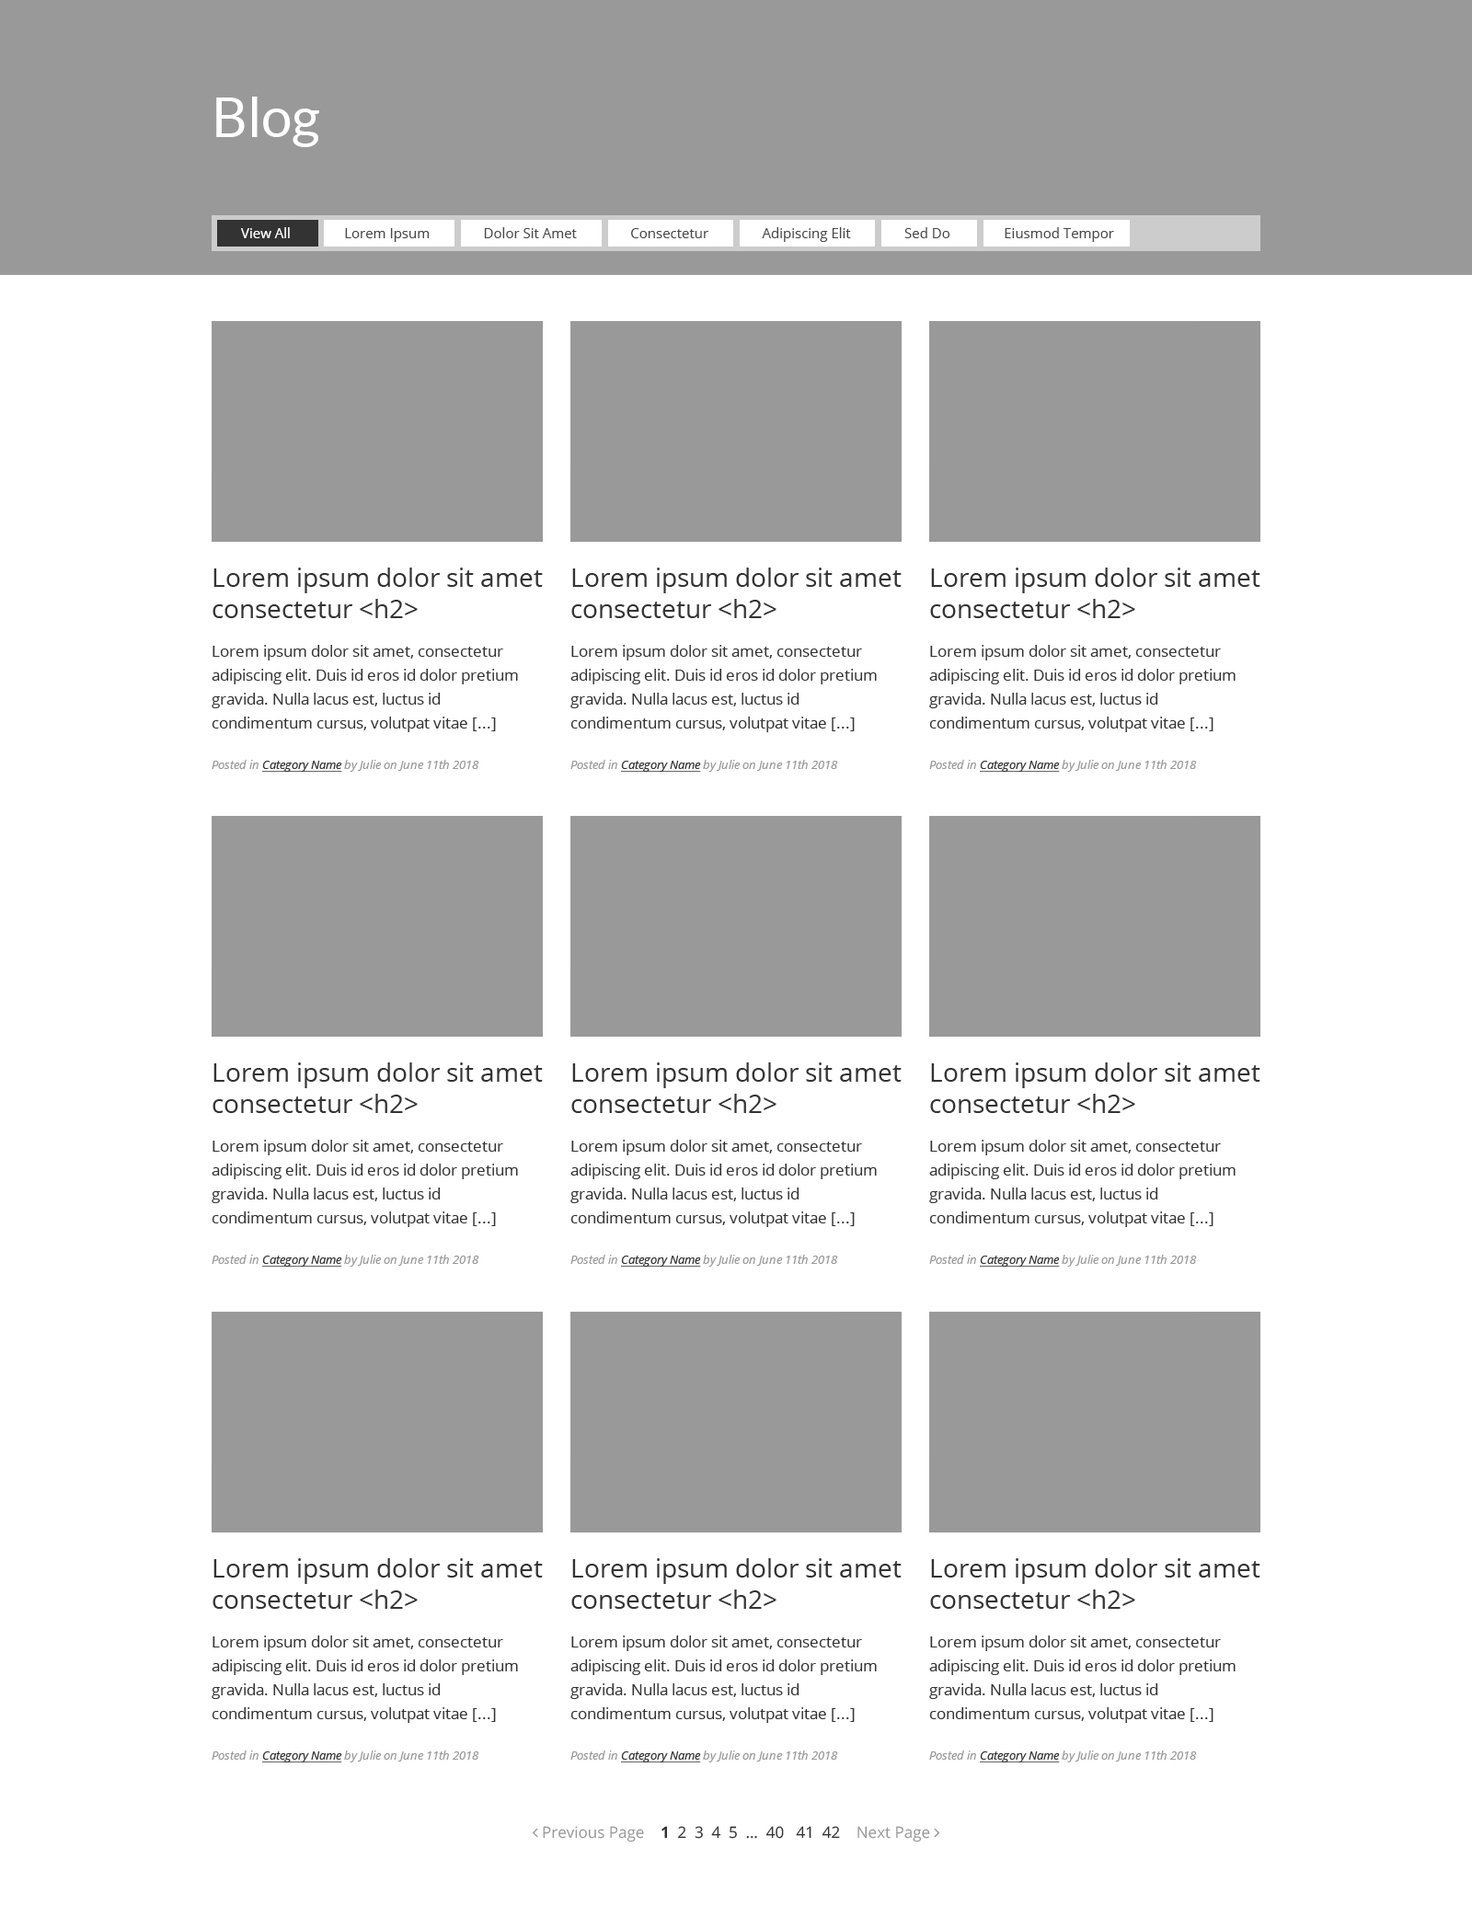 Blog
View All Lorem Ipsum Dolor Sit Amet Consectetur Adipiscing Elit Sed Do Eiusmod Tempor
Lorem ipsum dolor sit amet
consectetur <h2>
Lorem ipsum dolor sit amet, consectetur
adipiscing elit. Duis id eros id dolor pretium
gravida. Nulla lacus est, luctus id
condimentum cursus, volutpat vitae [...]
Posted in Category Name by Julie on June 11th 2018
Lorem ipsum dolor sit amet
consectetur <h2>
Lorem ipsum dolor sit amet, consectetur
adipiscing elit. Duis id eros id dolor pretium
gravida. Nulla lacus est, luctus id
condimentum cursus, volutpat vitae [...]
Posted in Category Name by Julie on June 11th 2018
Lorem ipsum dolor sit amet
consectetur <h2>
Lorem ipsum dolor sit amet, consectetur
adipiscing elit. Duis id eros id dolor pretium
gravida. Nulla lacus est, luctus id
condimentum cursus, volutpat vitae [...]
Posted in Category Name by Julie on June 11th 2018
Lorem ipsum dolor sit amet
consectetur <h2>
Lorem ipsum dolor sit amet, consectetur
adipiscing elit. Duis id eros id dolor pretium
gravida. Nulla lacus est, luctus id
condimentum cursus, volutpat vitae [...]
Posted in Category Name by Julie on June 11th 2018
Lorem ipsum dolor sit amet
consectetur <h2>
Lorem ipsum dolor sit amet, consectetur
adipiscing elit. Duis id eros id dolor pretium
gravida. Nulla lacus est, luctus id
condimentum cursus, volutpat vitae [...]
Posted in Category Name by Julie on June 11th 2018
Lorem ipsum dolor sit amet
consectetur <h2>
Lorem ipsum dolor sit amet, consectetur
adipiscing elit. Duis id eros id dolor pretium
gravida. Nulla lacus est, luctus id
condimentum cursus, volutpat vitae [...]
Posted in Category Name by Julie on June 11th 2018
Lorem ipsum dolor sit amet
consectetur <h2>
Lorem ipsum dolor sit amet, consectetur
adipiscing elit. Duis id eros id dolor pretium
gravida. Nulla lacus est, luctus id
condimentum cursus, volutpat vitae [...]
Posted in Category Name by Julie on June 11th 2018
Lorem ipsum dolor sit amet
consectetur <h2>
Lorem ipsum dolor sit amet, consectetur
adipiscing elit. Duis id eros id dolor pretium
gravida. Nulla lacus est, luctus id
condimentum cursus, volutpat vitae [...]
Posted in Category Name by Julie on June 11th 2018
Lorem ipsum dolor sit amet
consectetur <h2>
Lorem ipsum dolor sit amet, consectetur
adipiscing elit. Duis id eros id dolor pretium
gravida. Nulla lacus est, luctus id
condimentum cursus, volutpat vitae [...]
Posted in Category Name by Julie on June 11th 2018
‹ Previous Page 1 2 3 4 5 ... 40 41 42 Next Page ›